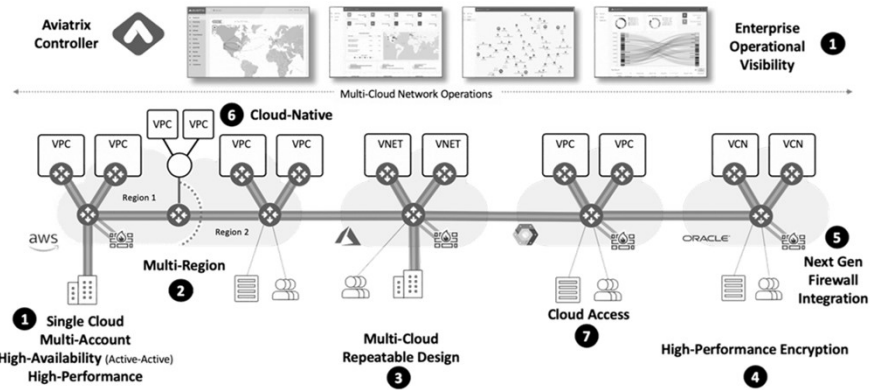 Aviatrix
Controller
Enterprise
Operational
Visibility
1
Multi-Cloud Network Operations
6 Cloud-Native
VPC VPC
VPC VPC VPC VPC VNET VNET VPC VPC VCN VCN
Region 1
Region 2
aws
ORACLE
Multi-Region
2
5
Next Gen
Firewall
Integration
1 Single Cloud
Multi-Account
High-Availability (Active-Active)
High-Performance
Multi-Cloud
Repeatable Design
3
Cloud Access
7
High-Performance Encryption
4